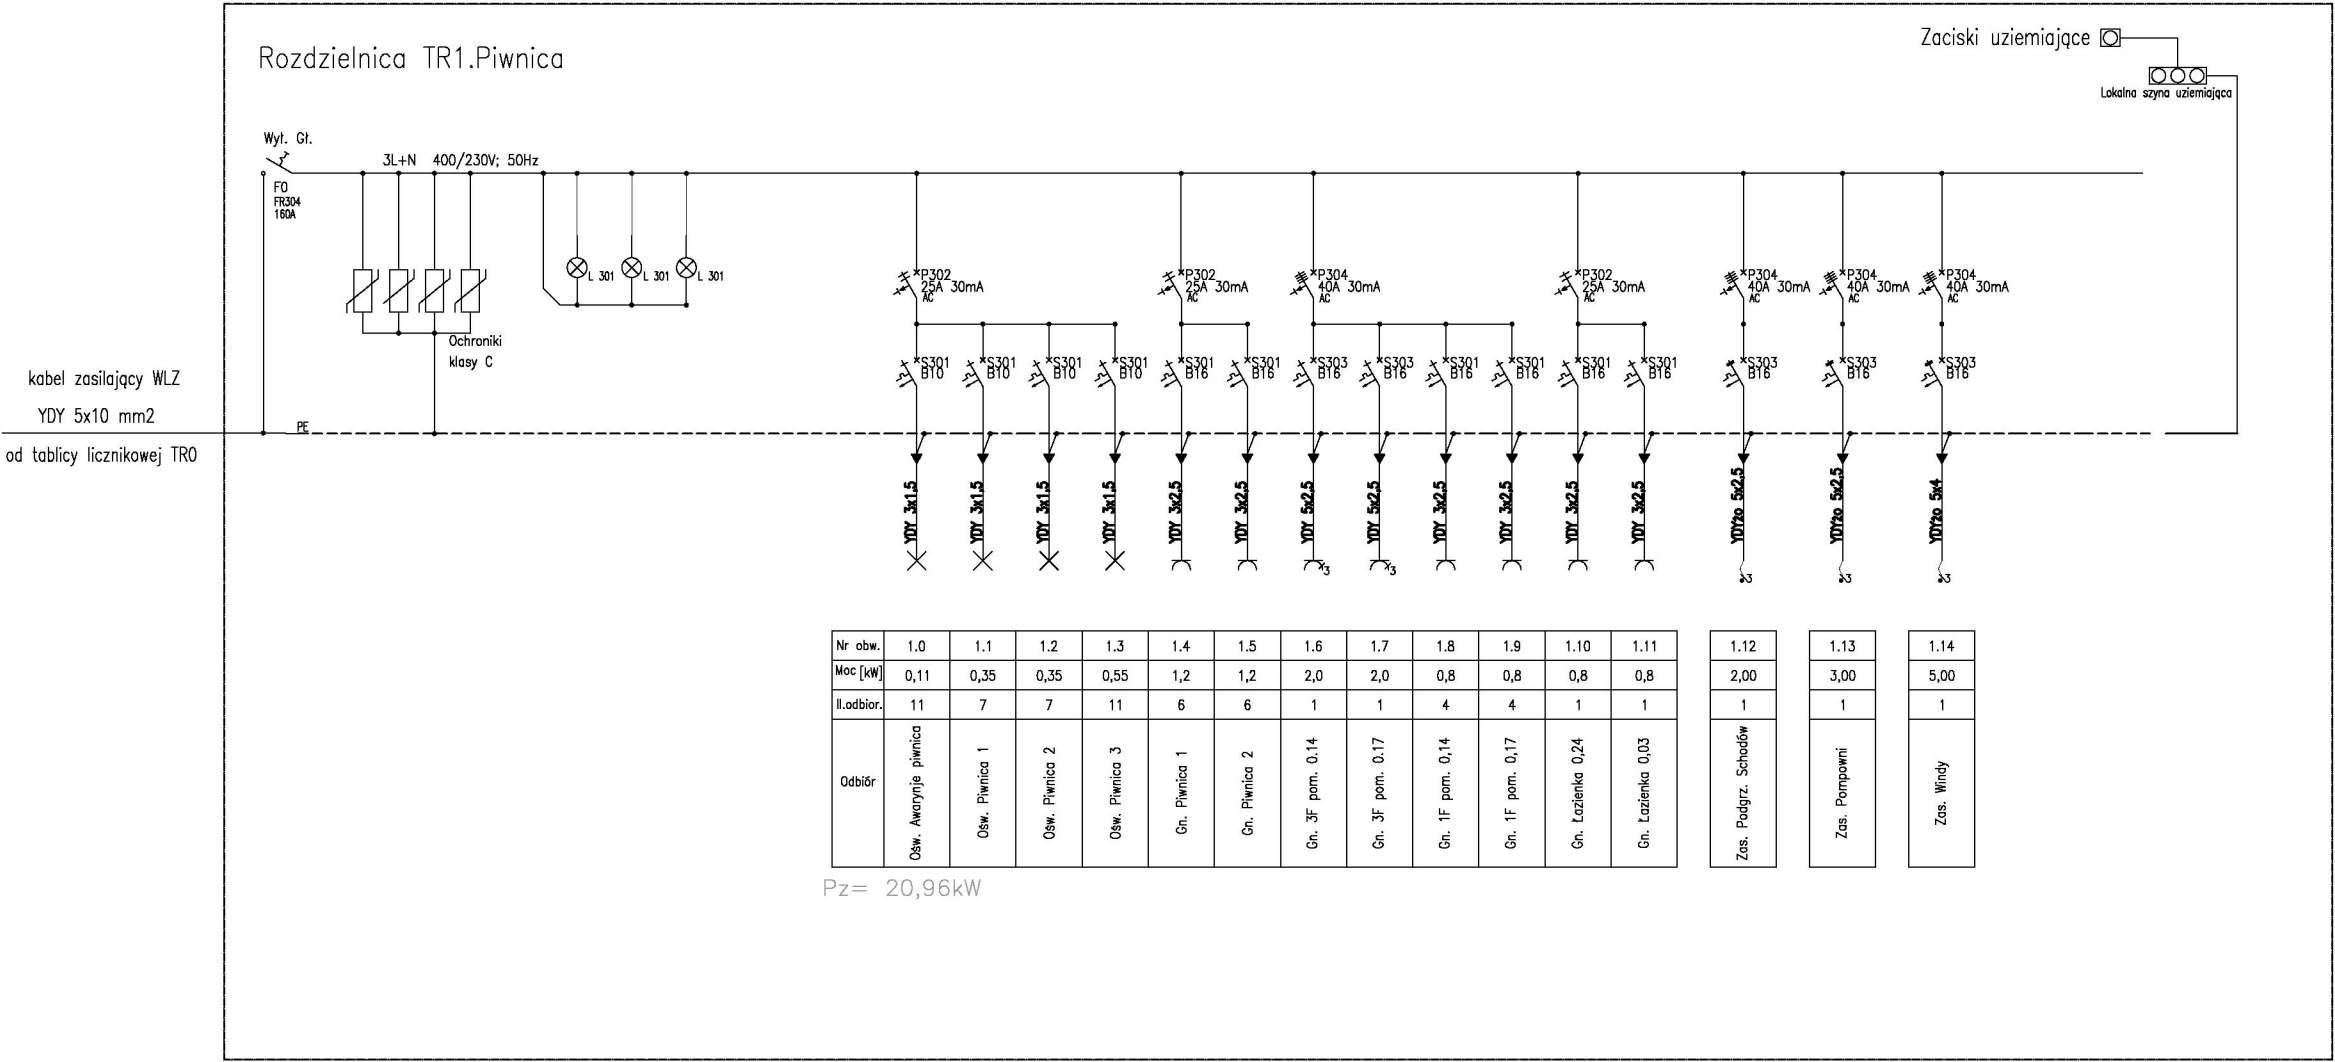 Rozdzielnica TR1.Piwnica
Zaciski uziemiające
Lokalna szyna uziemiająca
Wył. Gł.
3L+N 400/230V; 50Hz
F0
FR304
160A
L 301
L 301
L 301
Ochroniki
klasy C
kabel zasilający WLZ
YDY 5x10 mm2
od tablicy licznikowej TR0
PE
P302
25A 30mA
AC
P302
25A 30mA
AC
P304
40A 30mA
AC
P302
25A 30mA
AC
P304
40A 30mA
AC
P304
40A 30mA
AC
P304
40A 30mA
AC
S301
B10
S301
B10
S301
B10
S301
B10
S301
B16
S301
B16
S303
B16
S303
B16
S301
B16
S301
B16
S301
B16
S301
B16
S303
B16
S303
B16
S303
B16
YDY 3x1,5
YDY 3x1,5
YDY 3x1,5
YDY 3x1,5
YDY 3x2,5
YDY 3x2,5
YDY 5x2,5
YDY 5x2,5
YDY 3x2,5
YDY 3x2,5
YDY 3x2,5
YDY 3x2,5
YDYżo 5x2,5
YDYżo 5x2,5
YDYżo 5x4
3
3
3
3
3
Nr obw. 1.0 1.1 1.2 1.3 1.4 1.5 1.6 1.7 1.8 1.9 1.10 1.11 1.12 1.13 1.14
Moc [kW] 0,11 0,35 0,35 0,55 1,2 1,2 2,0 2,0 0,8 0,8 0,8 0,8 2,00 3,00 5,00
Il.odbior. 11 7 7 11 6 6 1 1 4 4 1 1 1 1 1
Odbiór
Ośw. Awarynje piwnica
Ośw. Piwnica 1
Ośw. Piwnica 2
Ośw. Piwnica 3
Gn. Piwnica 1
Gn. Piwnica 2
Gn. 3F pom. 0.14
Gn. 3F pom. 0.17
Gn. 1F pom. 0,14
Gn. 1F pom. 0,17
Gn. Łazienka 0,24
Gn. Łazienka 0,03
Zas. Podgrz. Schodów
Zas. Pompowni
Zas. Windy
Pz= 20,96kW